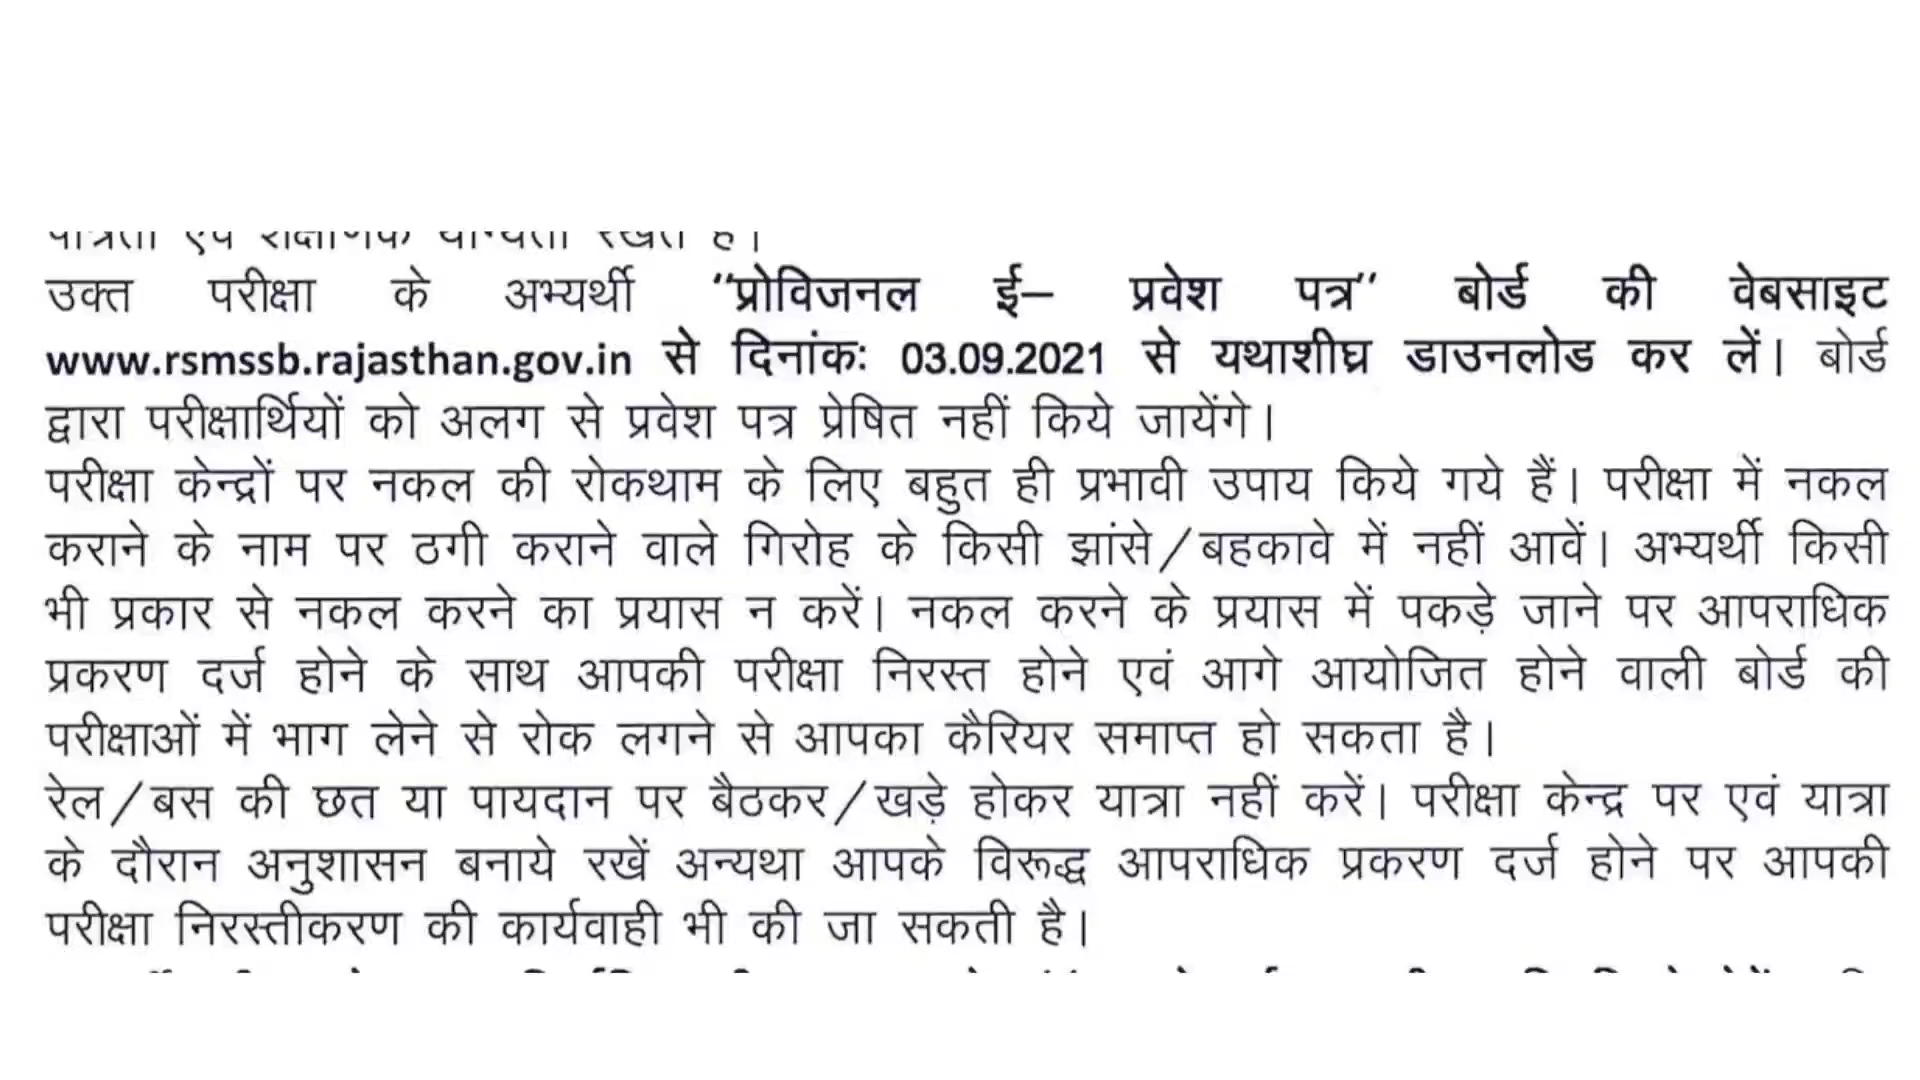 पात्रता एवं शैक्षणिक योग्यता रखते हैं।
उक्त परीक्षा के अभ्यर्थी “प्रोविजनल ई– प्रवेश पत्र” बोर्ड की वेबसाइट
www.rsmssb.rajasthan.gov.in से दिनांकः 03.09.2021 से यथाशीघ्र डाउनलोड कर लें। बोर्ड
द्वारा परीक्षार्थियों को अलग से प्रवेश पत्र प्रेषित नहीं किये जायेंगे।
परीक्षा केन्द्रों पर नकल की रोकथाम के लिए बहुत ही प्रभावी उपाय किये गये हैं। परीक्षा में नकल
कराने के नाम पर ठगी कराने वाले गिरोह के किसी झांसे/बहकावे में नहीं आवें। अभ्यर्थी किसी
भी प्रकार से नकल करने का प्रयास न करें। नकल करने के प्रयास में पकड़े जाने पर आपराधिक
प्रकरण दर्ज होने के साथ आपकी परीक्षा निरस्त होने एवं आगे आयोजित होने वाली बोर्ड की
परीक्षाओं में भाग लेने से रोक लगने से आपका कैरियर समाप्त हो सकता है।
रेल/बस की छत या पायदान पर बैठकर/खड़े होकर यात्रा नहीं करें। परीक्षा केन्द्र पर एवं यात्रा
के दौरान अनुशासन बनाये रखें अन्यथा आपके विरूद्ध आपराधिक प्रकरण दर्ज होने पर आपकी
परीक्षा निरस्तीकरण की कार्यवाही भी की जा सकती है।